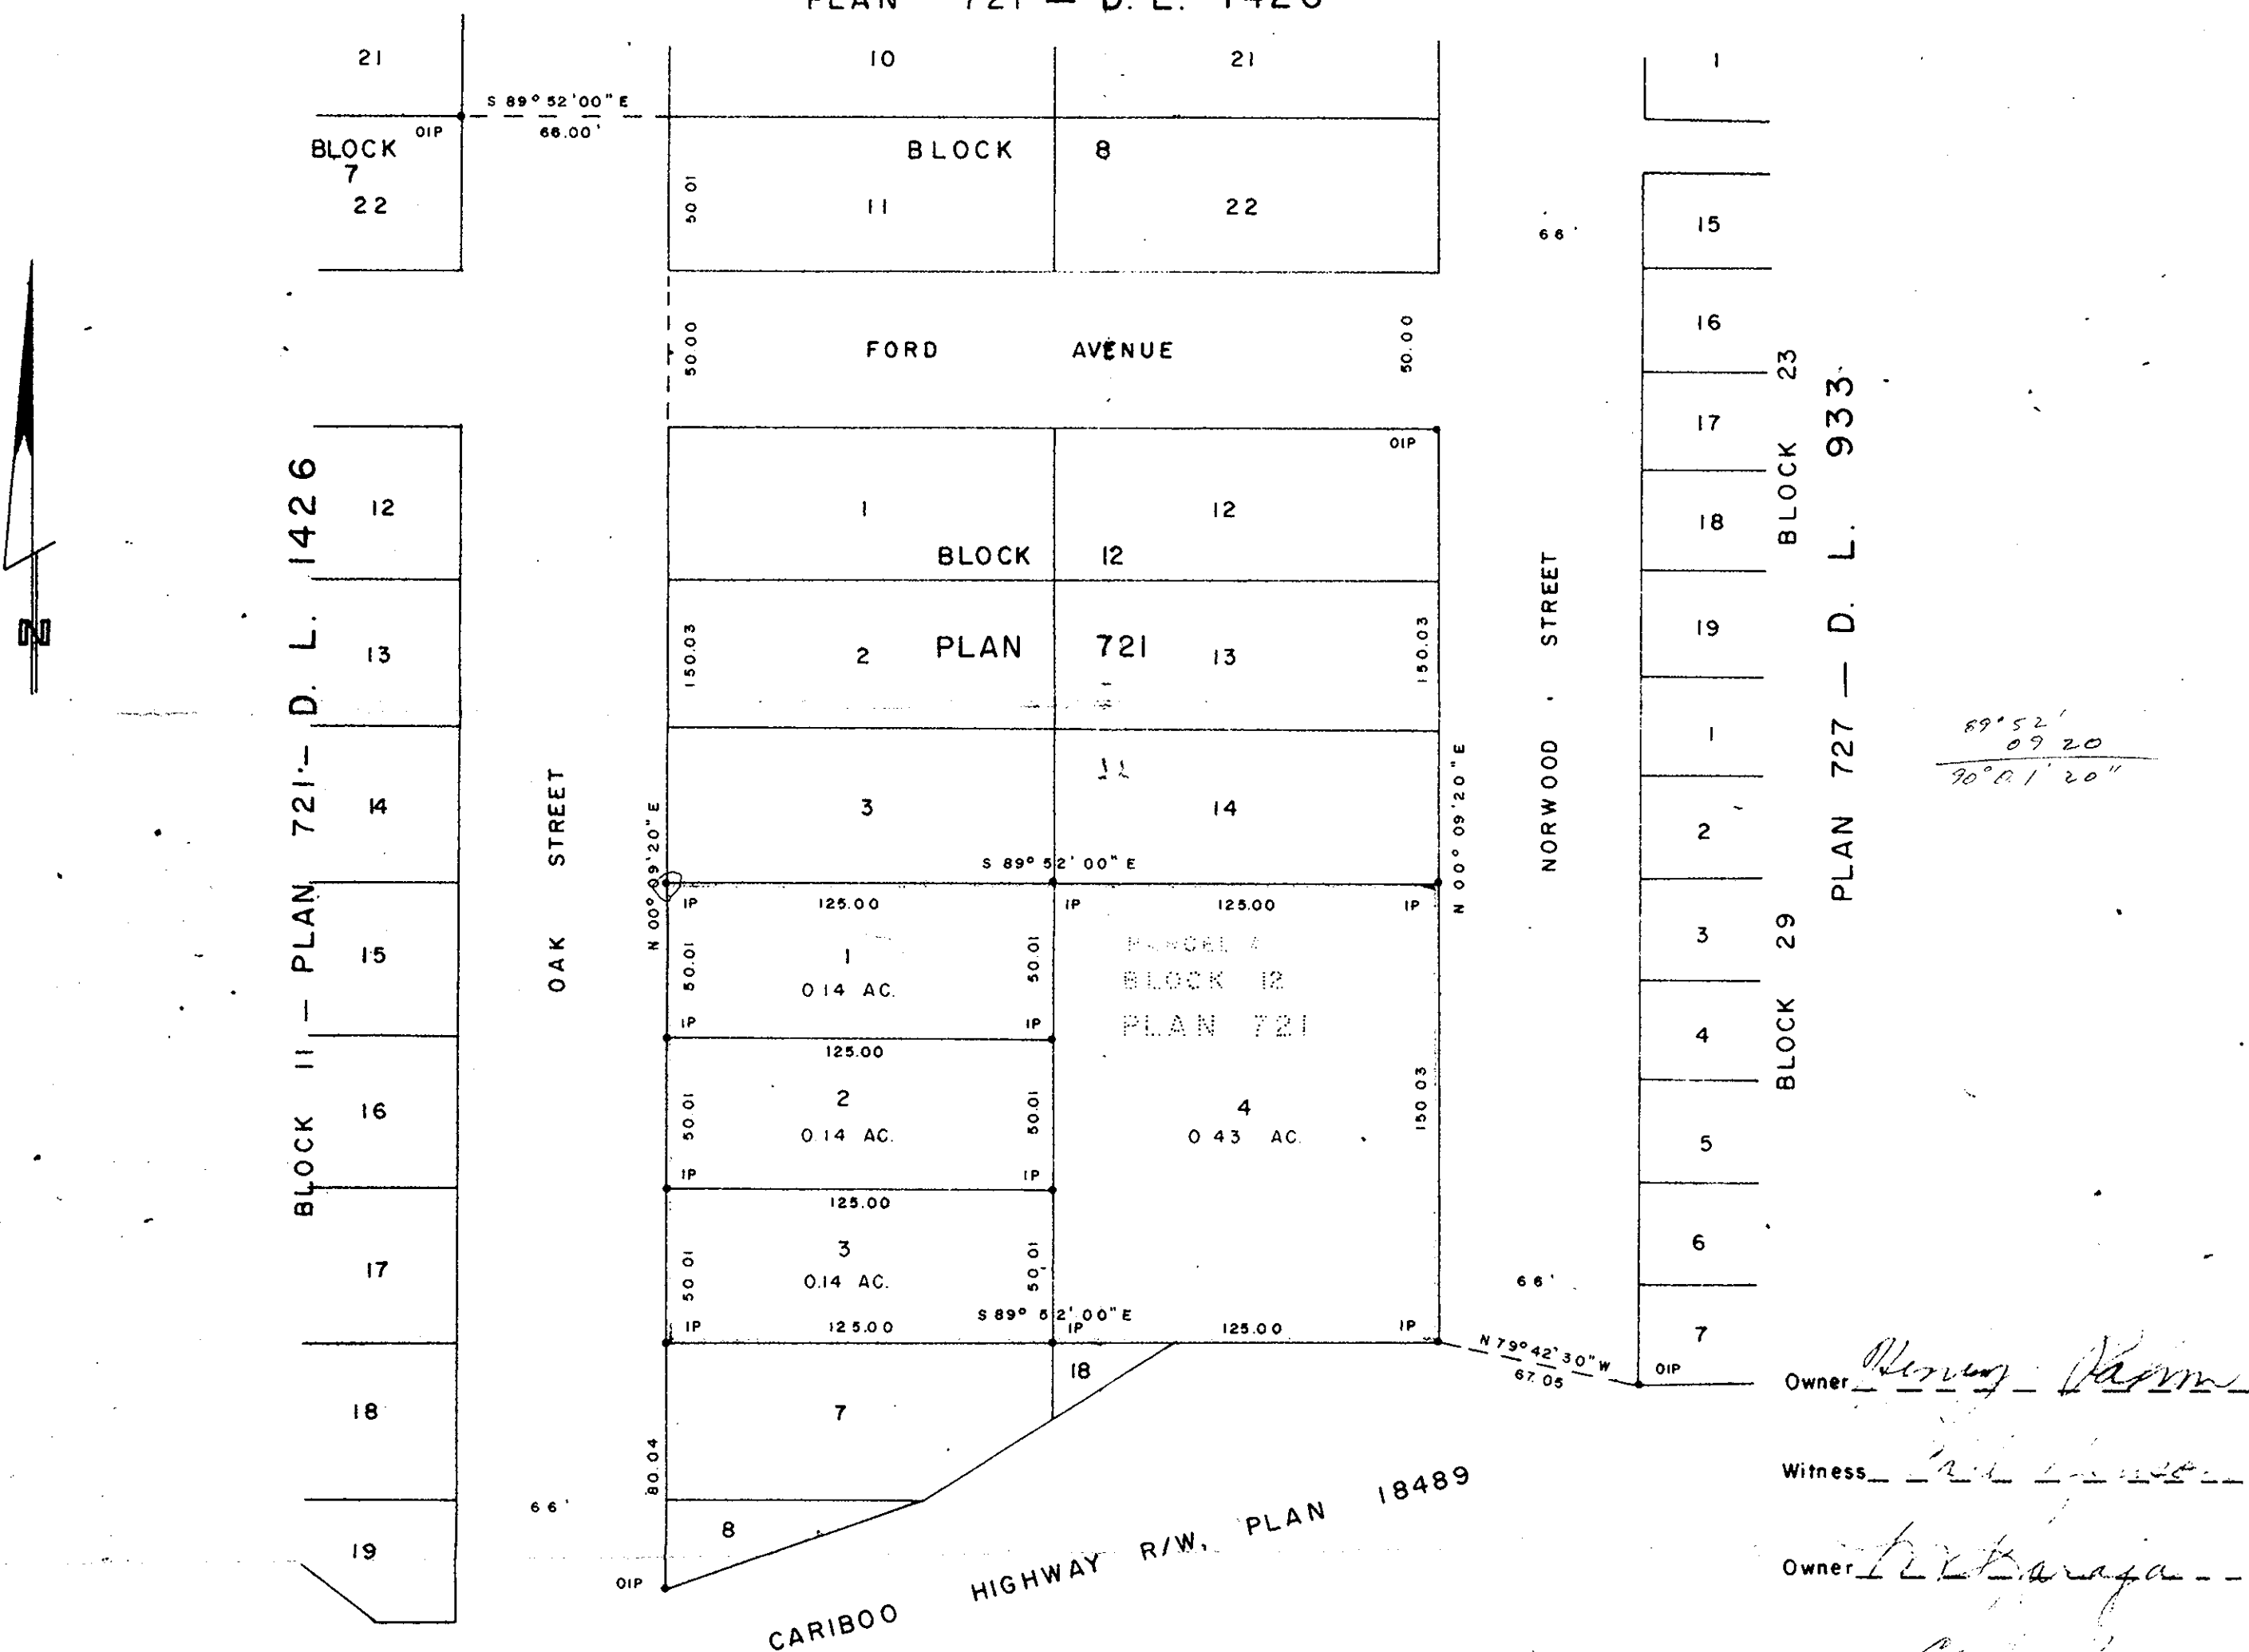 PLAN 721 — D. L. 1426
21
10
21
1
S 89° 52' 00" E
66.00'
OIP
BLOCK
7
22
BLOCK 8
50 01
11
22
66'
15
16
17
18
19
BLOCK 23
50.00
FORD AVENUE
50.00
OIP
BLOCK 11 — PLAN 721 — D. L. 1426
12
13
14
15
16
17
18
19
1
12
BLOCK 12
150.03
2
PLAN 721
13
150.03
3
14
OAK STREET
N 00° 09' 20" E
S 89° 52' 00" E
N 00° 09' 20" E
NORWOOD STREET
PLAN 727 — D. L. 933
89° 52'
09 20
90° 01' 20"
1
2
3
4
5
6
7
BLOCK 29
IP
125.00
IP
125.00
IP
50.01
1
0.14 AC.
50.01
PARCEL A
BLOCK 12
PLAN 721
IP
IP
125.00
50.01
2
0.14 AC.
50.01
4
0.43 AC.
150.03
IP
IP
125.00
50 01
3
0.14 AC.
50 01
S 89° 52' 00" E
IP
125.00
IP
125.00
IP
66'
N 79° 42' 30" W
67.05
OIP
18
7
80.04
66'
8
OIP
CARIBOO HIGHWAY R/W, PLAN 18489
Owner Henry
Witness
Owner